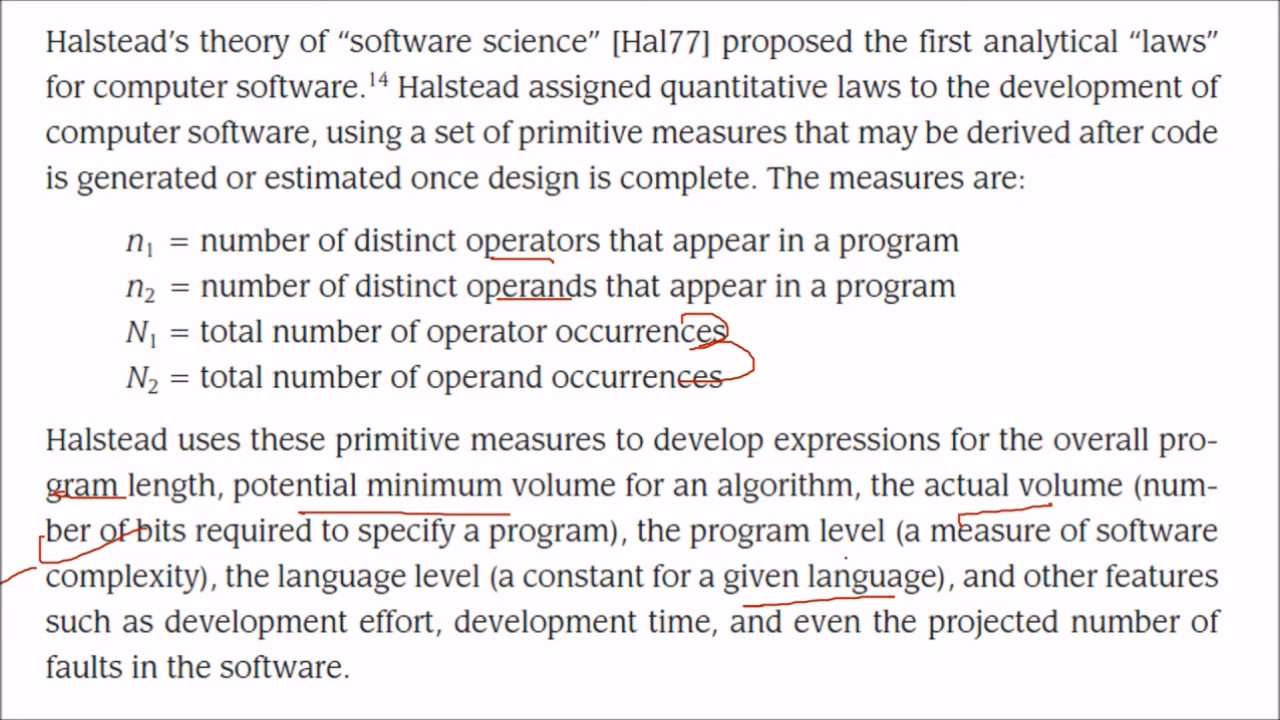 Halstead’s theory of “software science” [Hal77] proposed the first analytical “laws”
for computer software.¹⁴ Halstead assigned quantitative laws to the development of
computer software, using a set of primitive measures that may be derived after code
is generated or estimated once design is complete. The measures are:
n₁ = number of distinct operators that appear in a program
n₂ = number of distinct operands that appear in a program
N₁ = total number of operator occurrences
N₂ = total number of operand occurrences
Halstead uses these primitive measures to develop expressions for the overall pro-
gram length, potential minimum volume for an algorithm, the actual volume (num-
ber of bits required to specify a program), the program level (a measure of software
complexity), the language level (a constant for a given language), and other features
such as development effort, development time, and even the projected number of
faults in the software.